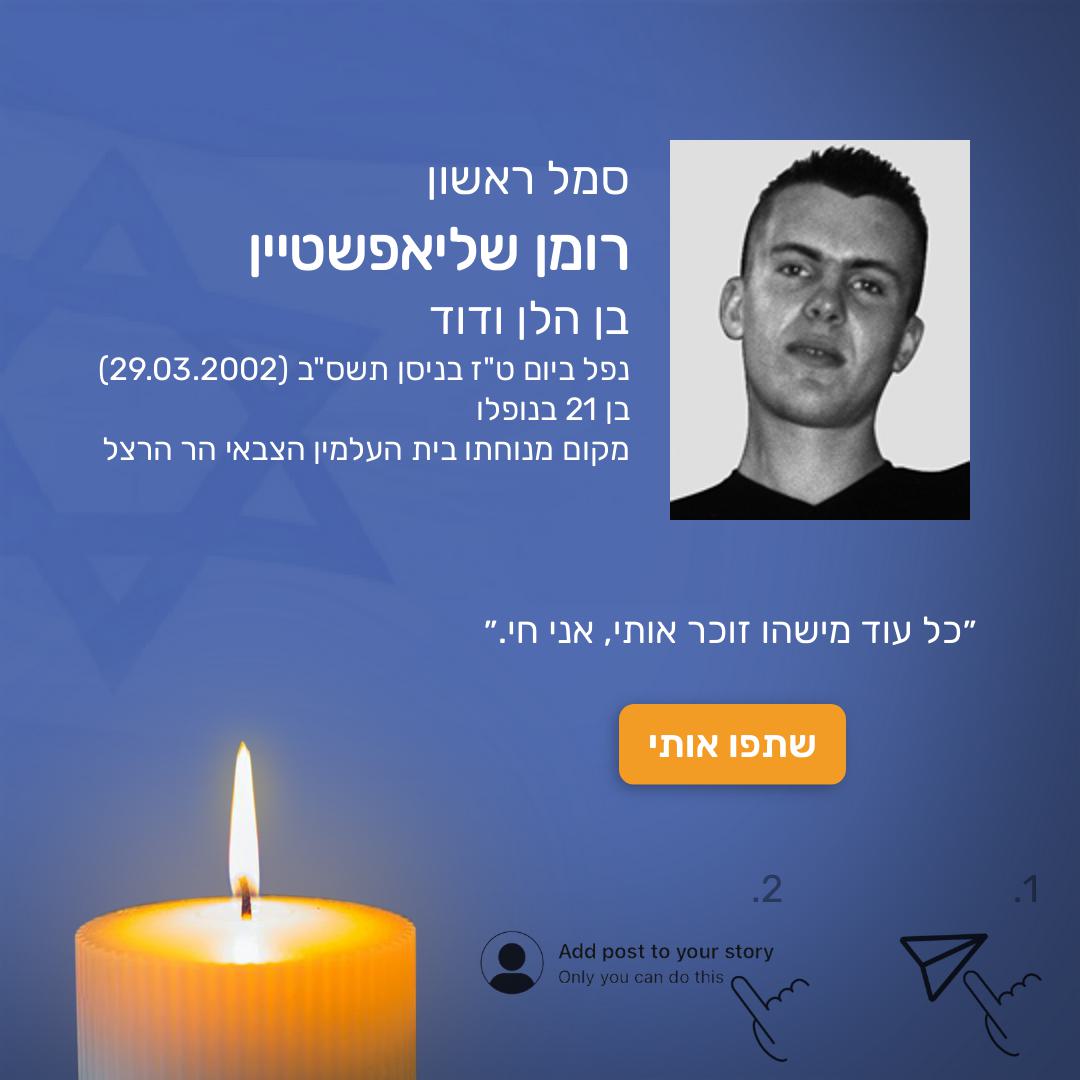 סמל ראשון
רומן שליאפשטיין
בן הלן ודוד
נפל ביום ט"ז בניסן תשס"ב (29.03.2002)
בן 21 בנופלו
מקום מנוחתו בית העלמין הצבאי הר הרצל
״כל עוד מישהו זוכר אותי, אני חי.״
שתפו אותי
1.
2.
Add post to your story
Only you can do this